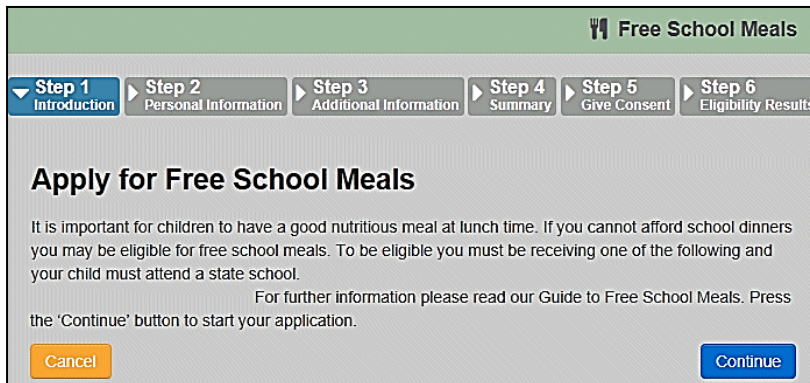 Free School Meals
Step 1 Step 2 Step 3 Step 4 Step 5 Step 6
Introduction Personal Information Additional Information Summary Give Consent Eligibility Results
Apply for Free School Meals
It is important for children to have a good nutritious meal at lunch time. If you cannot afford school dinners
you may be eligible for free school meals. To be eligible you must be receiving one of the following and
your child must attend a state school.
For further information please read our Guide to Free School Meals. Press
the 'Continue' button to start your application.
Cancel Continue